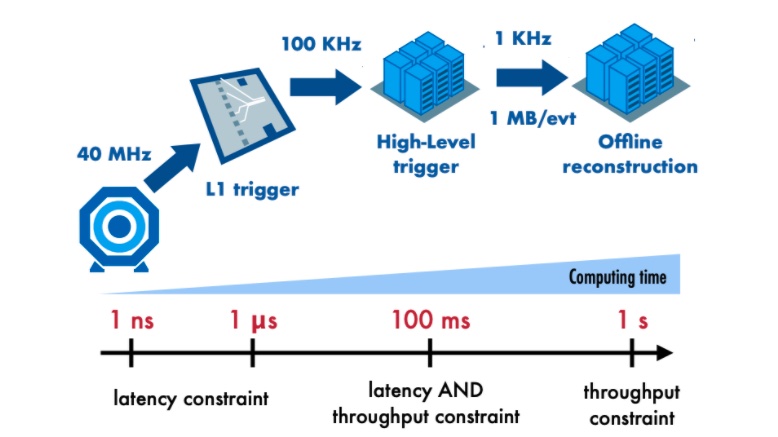 40 MHz
L1 trigger
100 KHz
High-Level
trigger
1 KHz
1 MB/evt
Offline
reconstruction
Computing time
1 ns
1 μs
100 ms
1 s
latency constraint
latency AND
throughput constraint
throughput
constraint